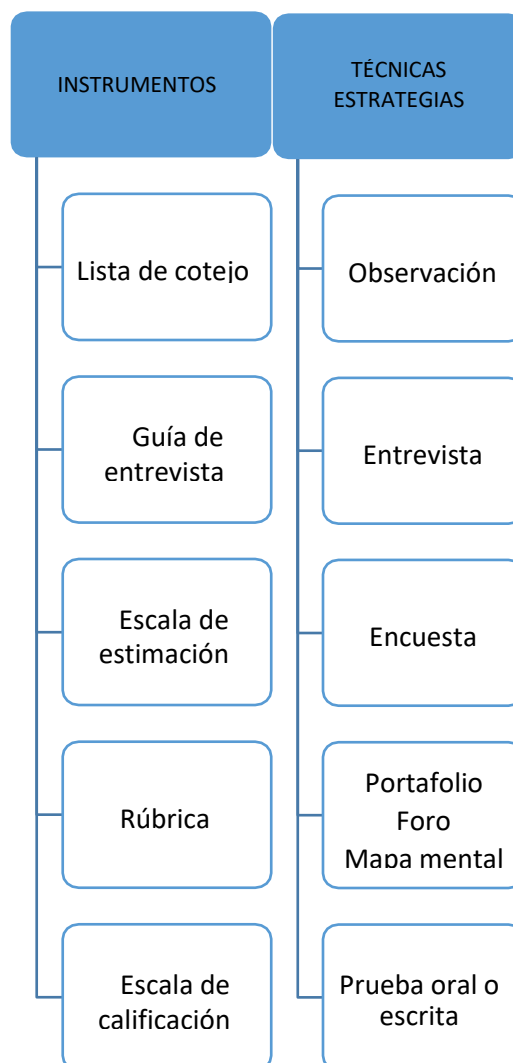 INSTRUMENTOS
Lista de cotejo
Guía de
entrevista
Escala de
estimación
Rúbrica
Escala de
calificación
TÉCNICAS
ESTRATEGIAS
Observación
Entrevista
Encuesta
Portafolio
Foro
Mapa mental
Prueba oral o
escrita